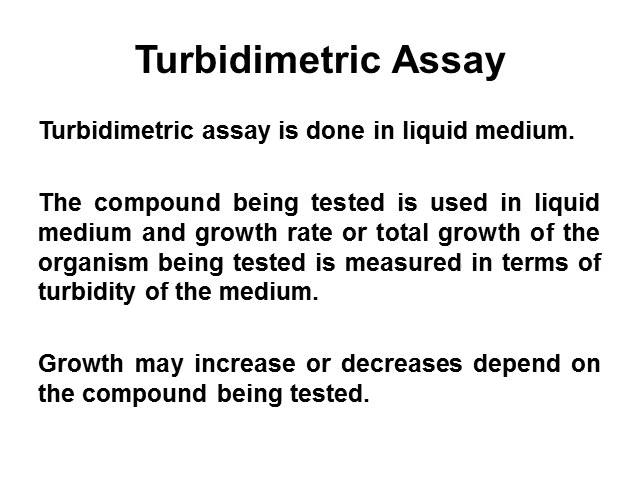 Turbidimetric Assay
Turbidimetric assay is done in liquid medium.
The compound being tested is used in liquid
medium and growth rate or total growth of the
organism being tested is measured in terms of
turbidity of the medium.
Growth may increase or decreases depend on
the compound being tested.